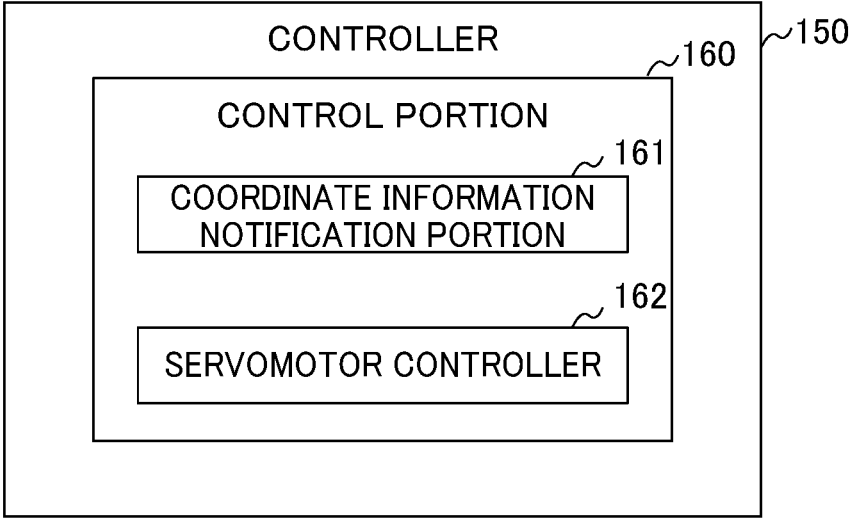 CONTROLLER
150
160
CONTROL PORTION
161
COORDINATE INFORMATION
NOTIFICATION PORTION
162
SERVOMOTOR CONTROLLER